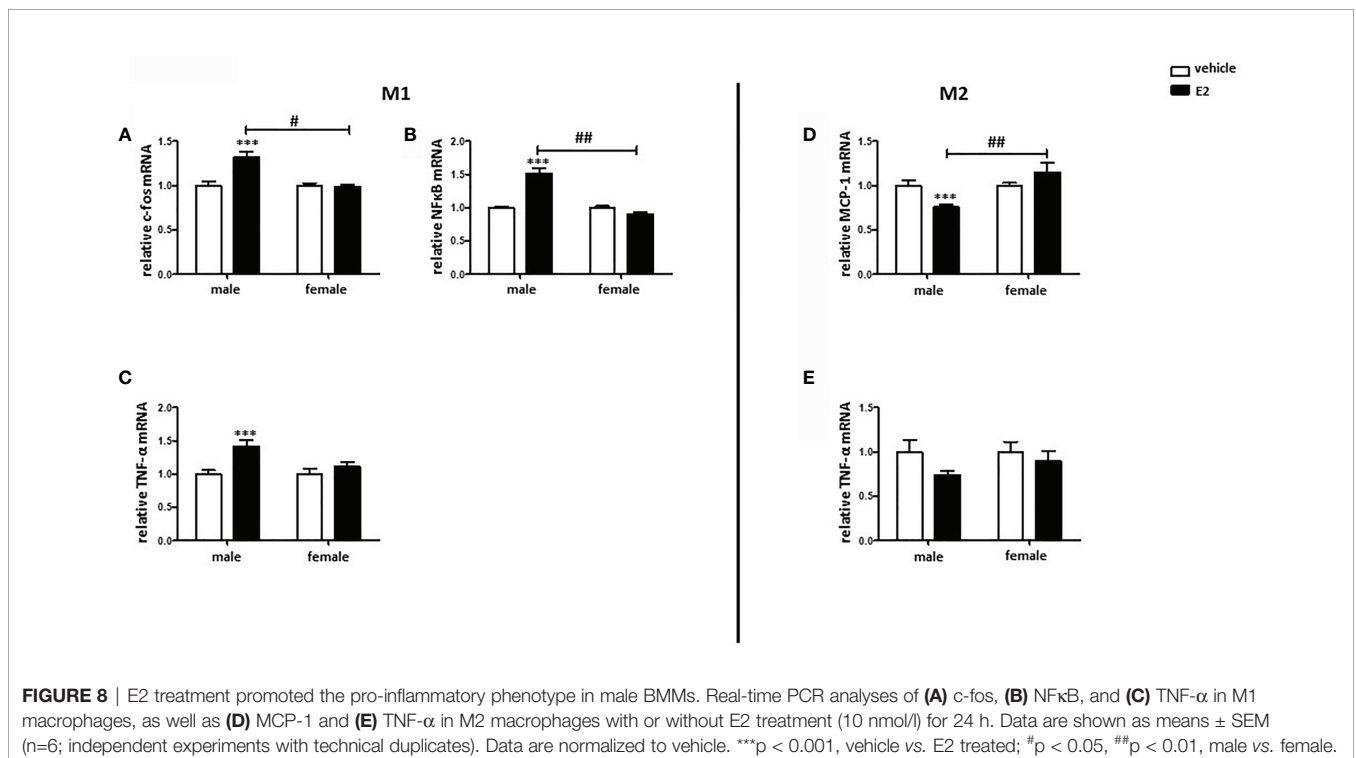 vehicle
E2
M1
M2
A
#
***
relative c-fos mRNA
1.5
1.0
0.5
0.0
male
female
B
##
***
relative NFκB mRNA
2.0
1.5
1.0
0.5
0.0
male
female
D
##
***
relative MCP-1 mRNA
1.5
1.0
0.5
0.0
male
female
C
***
relative TNF-α mRNA
2.0
1.5
1.0
0.5
0.0
male
female
E
relative TNF-α mRNA
1.5
1.0
0.5
0.0
male
female
FIGURE 8 | E2 treatment promoted the pro-inflammatory phenotype in male BMMs. Real-time PCR analyses of (A) c-fos, (B) NFκB, and (C) TNF-α in M1
macrophages, as well as (D) MCP-1 and (E) TNF-α in M2 macrophages with or without E2 treatment (10 nmol/l) for 24 h. Data are shown as means ± SEM
(n=6; independent experiments with technical duplicates). Data are normalized to vehicle. ***p < 0.001, vehicle vs. E2 treated; #p < 0.05, ##p < 0.01, male vs. female.